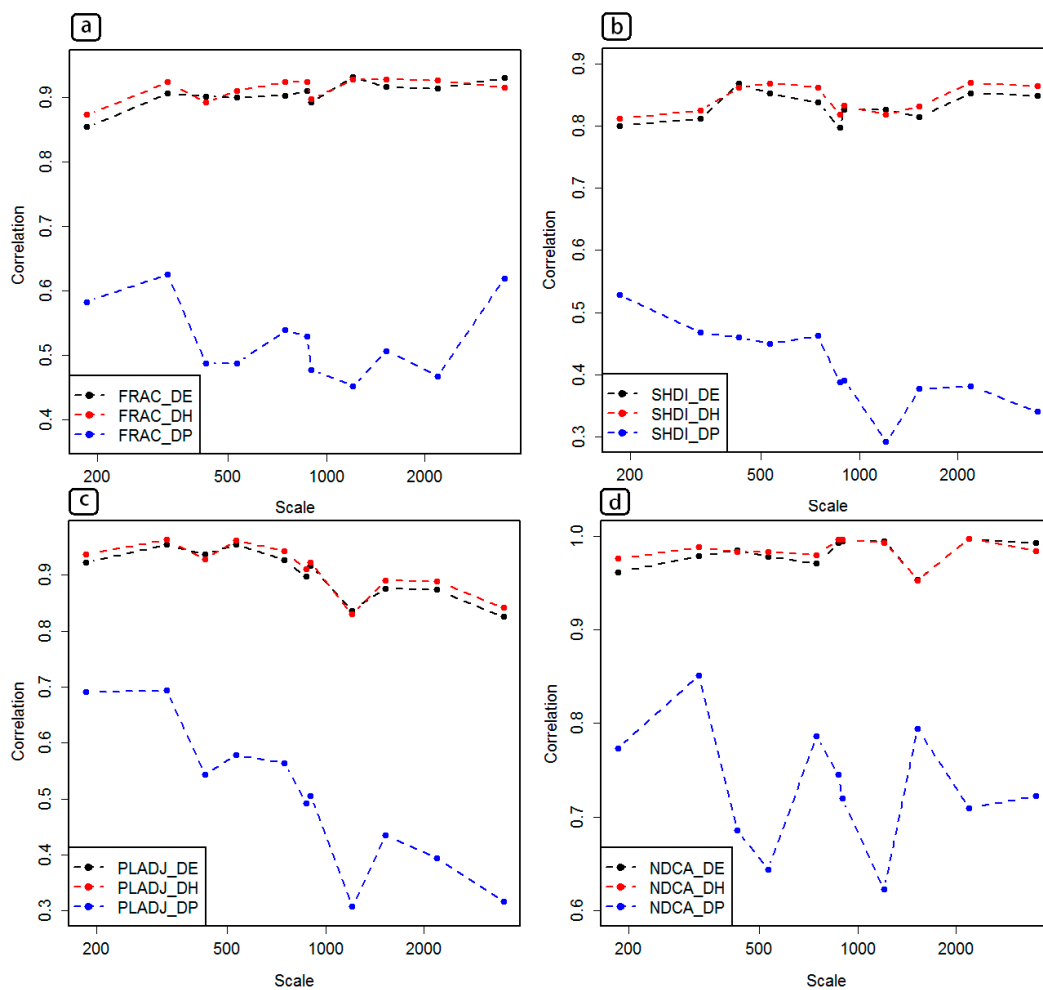 a
0.9
0.8
0.7
0.6
0.5
0.4
Correlation
FRAC_DE
FRAC_DH
FRAC_DP
200
500
1000
2000
Scale
b
0.9
0.8
0.7
0.6
0.5
0.4
0.3
Correlation
SHDI_DE
SHDI_DH
SHDI_DP
200
500
1000
2000
Scale
c
0.9
0.8
0.7
0.6
0.5
0.4
0.3
Correlation
PLADJ_DE
PLADJ_DH
PLADJ_DP
200
500
1000
2000
Scale
d
1.0
0.9
0.8
0.7
0.6
Correlation
NDCA_DE
NDCA_DH
NDCA_DP
200
500
1000
2000
Scale